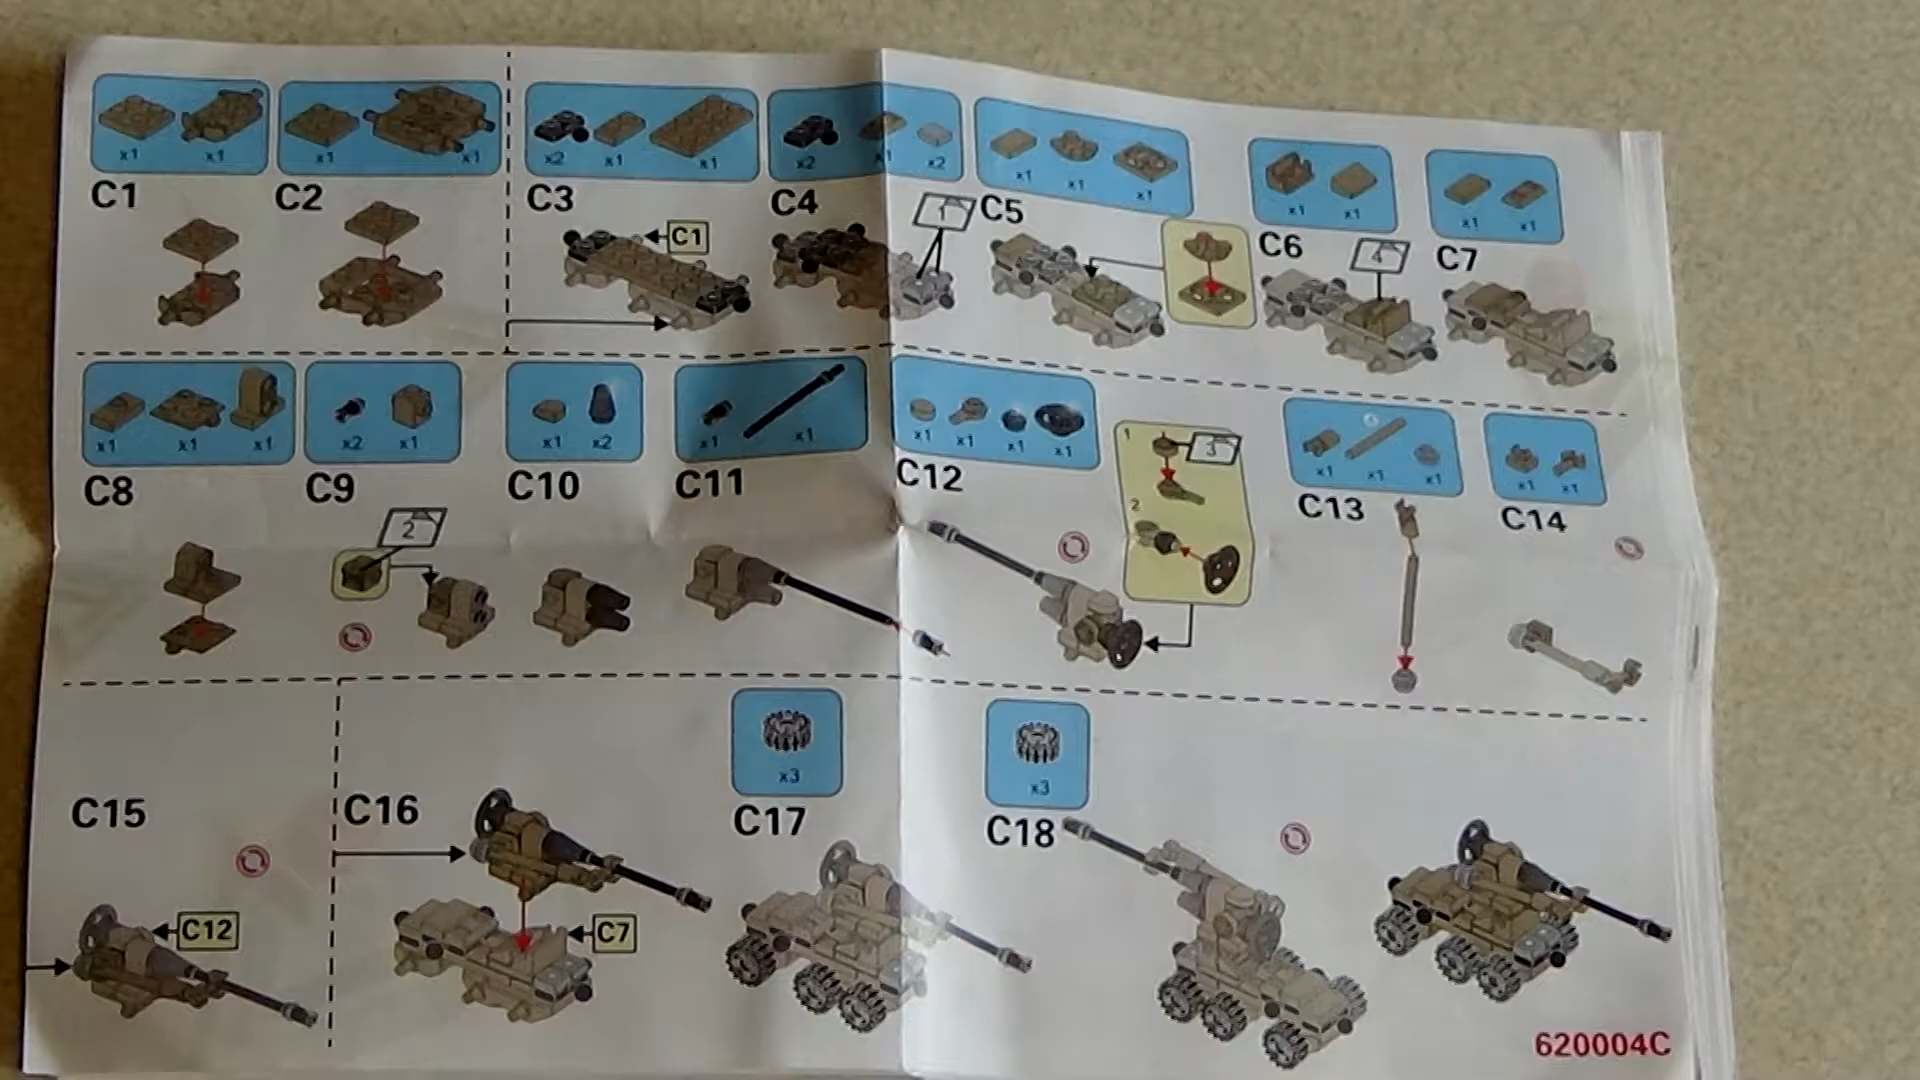 x1 x1
C1
x1 x1
C2
x2 x1 x1
C3
C1
x2 x1 x2
C4
1
x1 x1 x1
C5
x1 x1
C6
4
x1 x1
C7
x1 x1 x1
C8
x2 x1
C9
2
x1 x2
C10
x1 x1
C11
x1 x1 x1 x1
C12
1
3
2
x1 x1 x1
C13
x1 x1
C14
C15
C12
C16
C7
x3
C17
x3
C18
620004C